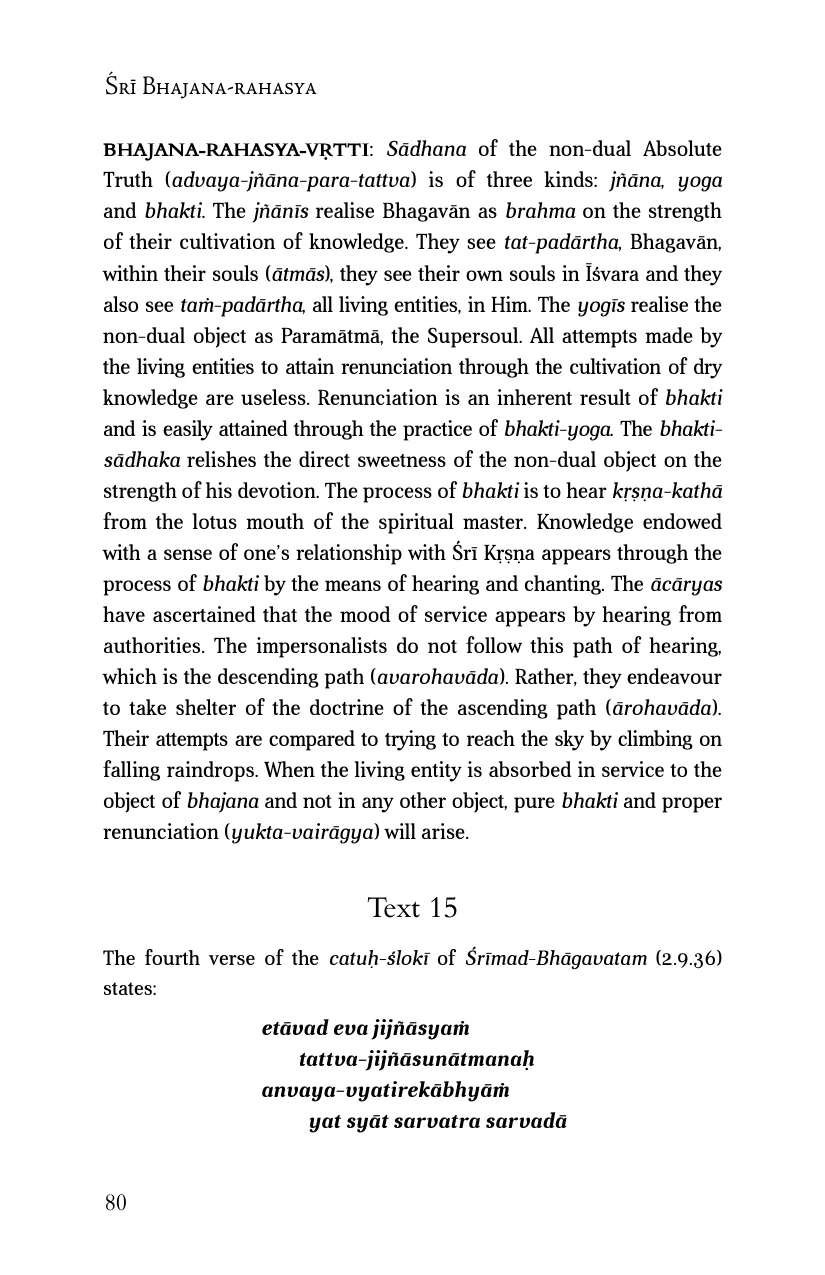 Śrī Bhajana-rahasya
BHAJANA-RAHASYA-VṚTTI: Sādhana of the non-dual Absolute
Truth (advaya-jñāna-para-tattva) is of three kinds: jñāna, yoga
and bhakti. The jñānīs realise Bhagavān as brahma on the strength
of their cultivation of knowledge. They see tat-padārtha, Bhagavān,
within their souls (ātmās), they see their own souls in Īśvara and they
also see taṁ-padārtha, all living entities, in Him. The yogīs realise the
non-dual object as Paramātmā, the Supersoul. All attempts made by
the living entities to attain renunciation through the cultivation of dry
knowledge are useless. Renunciation is an inherent result of bhakti
and is easily attained through the practice of bhakti-yoga. The bhakti-
sādhaka relishes the direct sweetness of the non-dual object on the
strength of his devotion. The process of bhakti is to hear kṛṣṇa-kathā
from the lotus mouth of the spiritual master. Knowledge endowed
with a sense of one’s relationship with Śrī Kṛṣṇa appears through the
process of bhakti by the means of hearing and chanting. The ācāryas
have ascertained that the mood of service appears by hearing from
authorities. The impersonalists do not follow this path of hearing,
which is the descending path (avarohavāda). Rather, they endeavour
to take shelter of the doctrine of the ascending path (ārohavāda).
Their attempts are compared to trying to reach the sky by climbing on
falling raindrops. When the living entity is absorbed in service to the
object of bhajana and not in any other object, pure bhakti and proper
renunciation (yukta-vairāgya) will arise.
Text 15
The fourth verse of the catuḥ-ślokī of Śrīmad-Bhāgavatam (2.9.36)
states:
etāvad eva jijñāsyaṁ
tattva-jijñāsunātmanaḥ
anvaya-vyatirekābhyāṁ
yat syāt sarvatra sarvadā
80